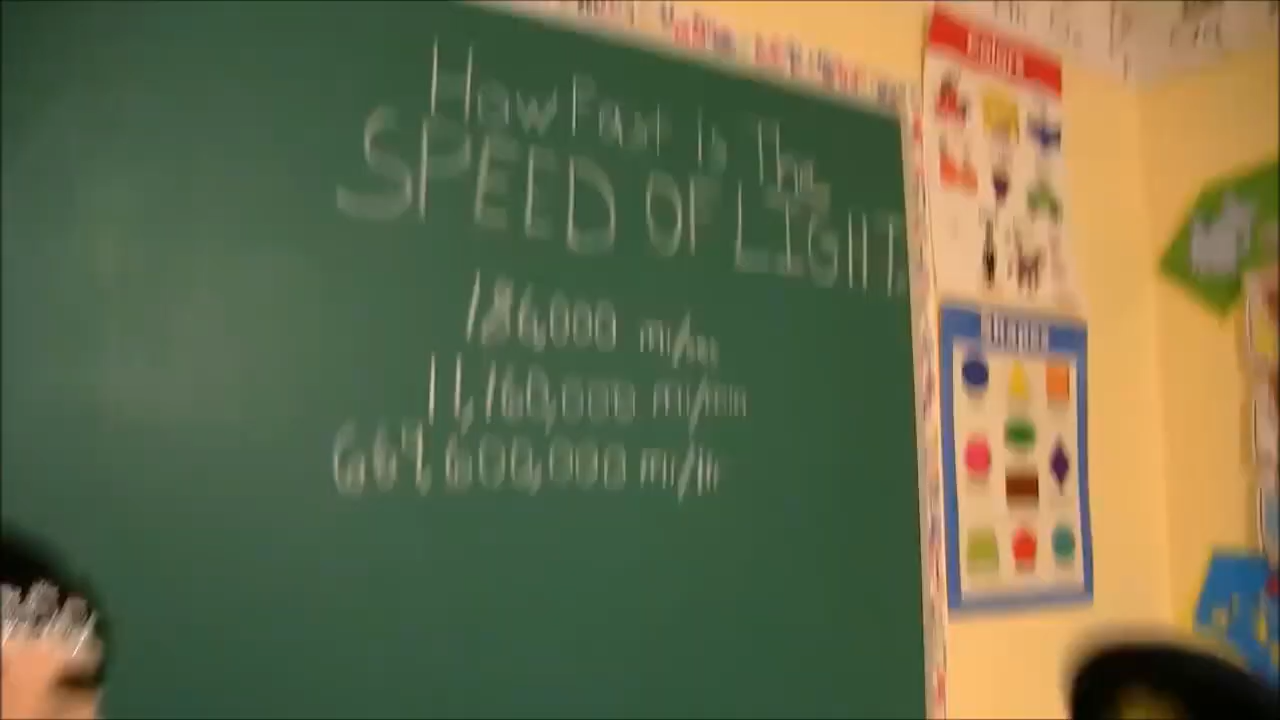 How Fast is The
SPEED OF LIGHT
186,000 mi/sec
11,160,000 mi/min
669,600,000 mi/hr
Colors